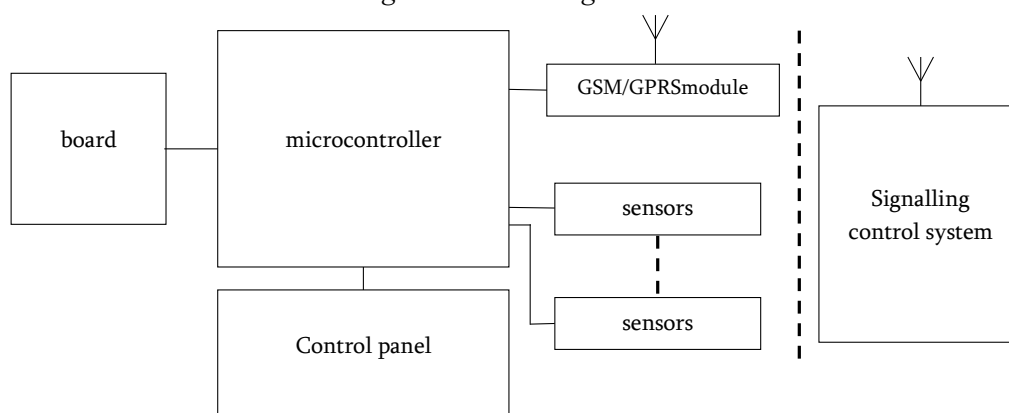 GSM/GPRSmodule
board
microcontroller
sensors
Signalling
control system
sensors
Control panel